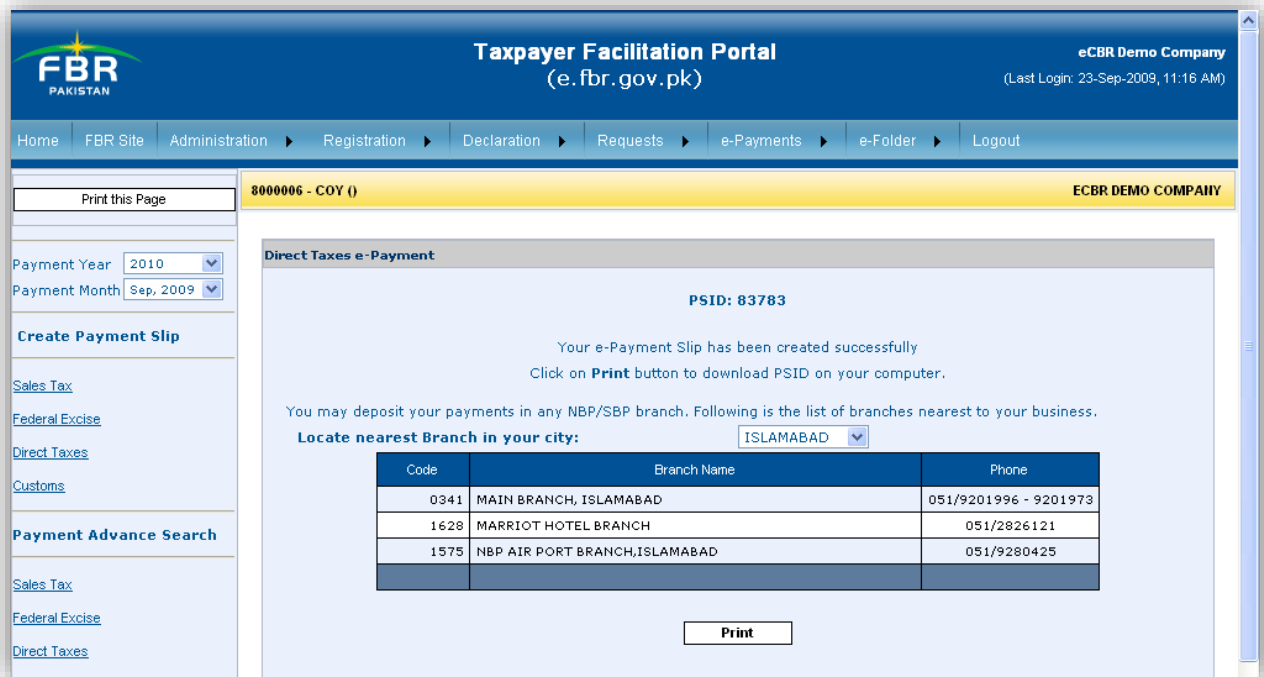 FBR
PAKISTAN
Taxpayer Facilitation Portal
(e.fbr.gov.pk)
eCBR Demo Company
(Last Login: 23-Sep-2009, 11:16 AM)
Home FBR Site Administration Registration Declaration Requests e-Payments e-Folder Logout
Print this Page
8000006 - COY () ECBR DEMO COMPANY
Payment Year 2010
Payment Month Sep, 2009
Create Payment Slip
Sales Tax
Federal Excise
Direct Taxes
Customs
Payment Advance Search
Sales Tax
Federal Excise
Direct Taxes
Direct Taxes e-Payment
PSID: 83783
Your e-Payment Slip has been created successfully
Click on Print button to download PSID on your computer.
You may deposit your payments in any NBP/SBP branch. Following is the list of branches nearest to your business.
Locate nearest Branch in your city: ISLAMABAD
Code Branch Name Phone
0341 MAIN BRANCH, ISLAMABAD 051/9201996 - 9201973
1628 MARRIOT HOTEL BRANCH 051/2826121
1575 NBP AIR PORT BRANCH,ISLAMABAD 051/9280425
Print